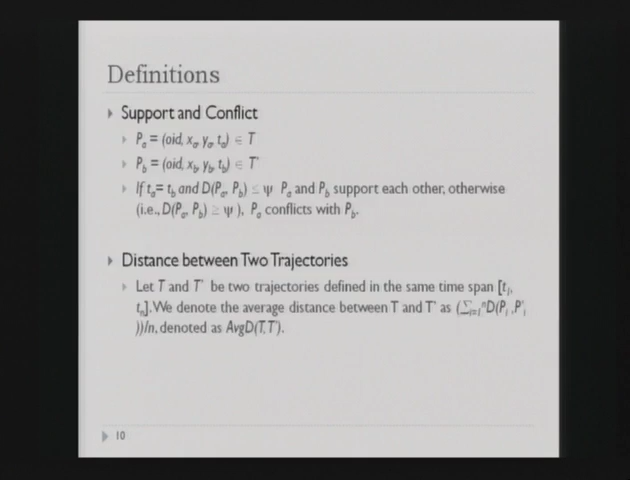 Definitions
Support and Conflict
Pa = (oid, xa, ya, ta) ∈ T
Pb = (oid, xb, yb, tb) ∈ T'
If ta= tb and D(Pa, Pb) ≤ ψ Pa and Pb support each other, otherwise
(i.e., D(Pa, Pb) ≥ ψ ), Pa conflicts with Pb.
Distance between Two Trajectories
Let T and T' be two trajectories defined in the same time span [t1,
tn]. We denote the average distance between T and T' as (∑i=1nD(Pi ,P'i
))/n, denoted as AvgD(T,T').
10